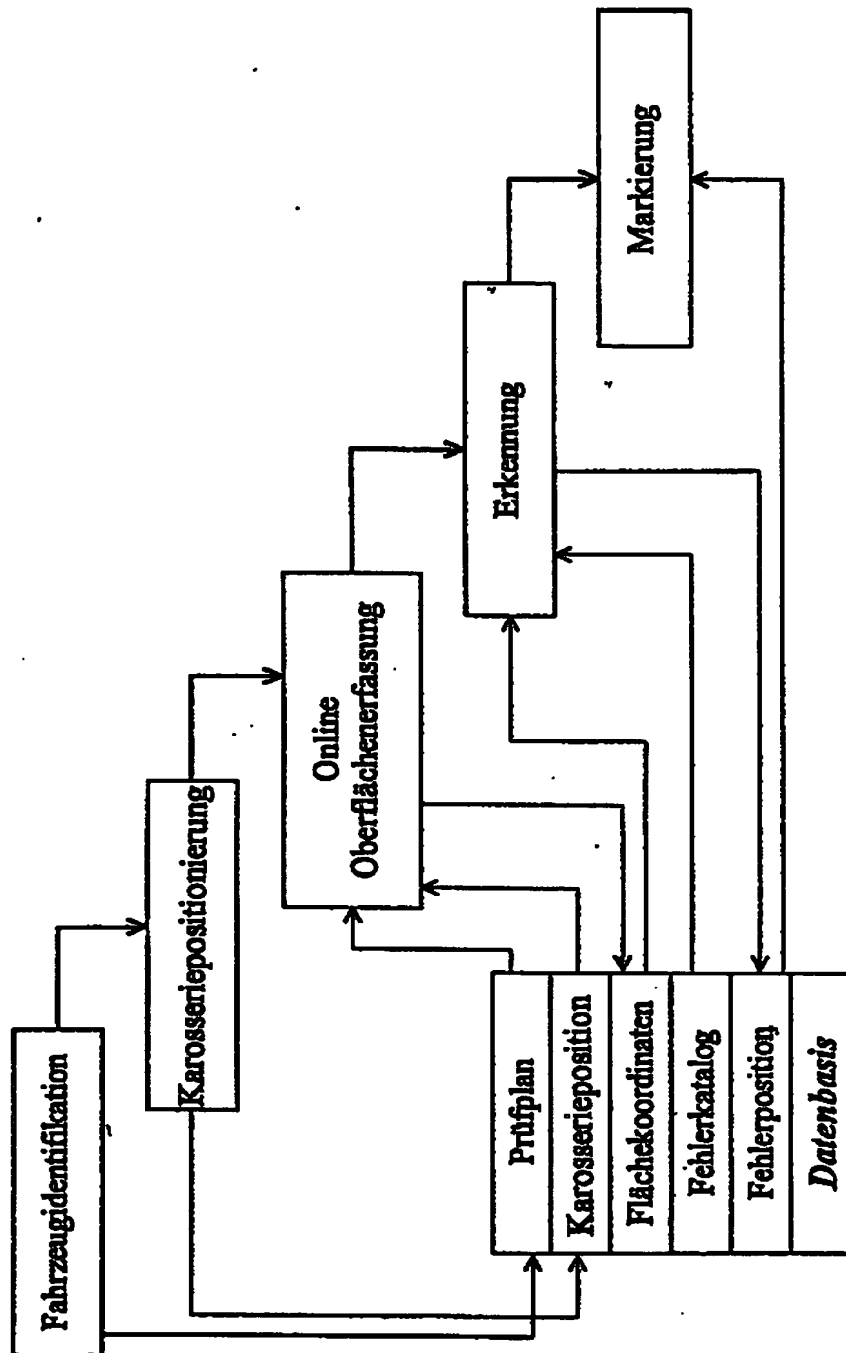 Fahrzeugidentifikation
Karosseriepositionierung
Online
Oberflächenerfassung
Erkennung
Markierung
Prüfplan
Karosserieposition
Flächekoordinaten
Fehlerkatalog
Fehlerposition
Datenbasis